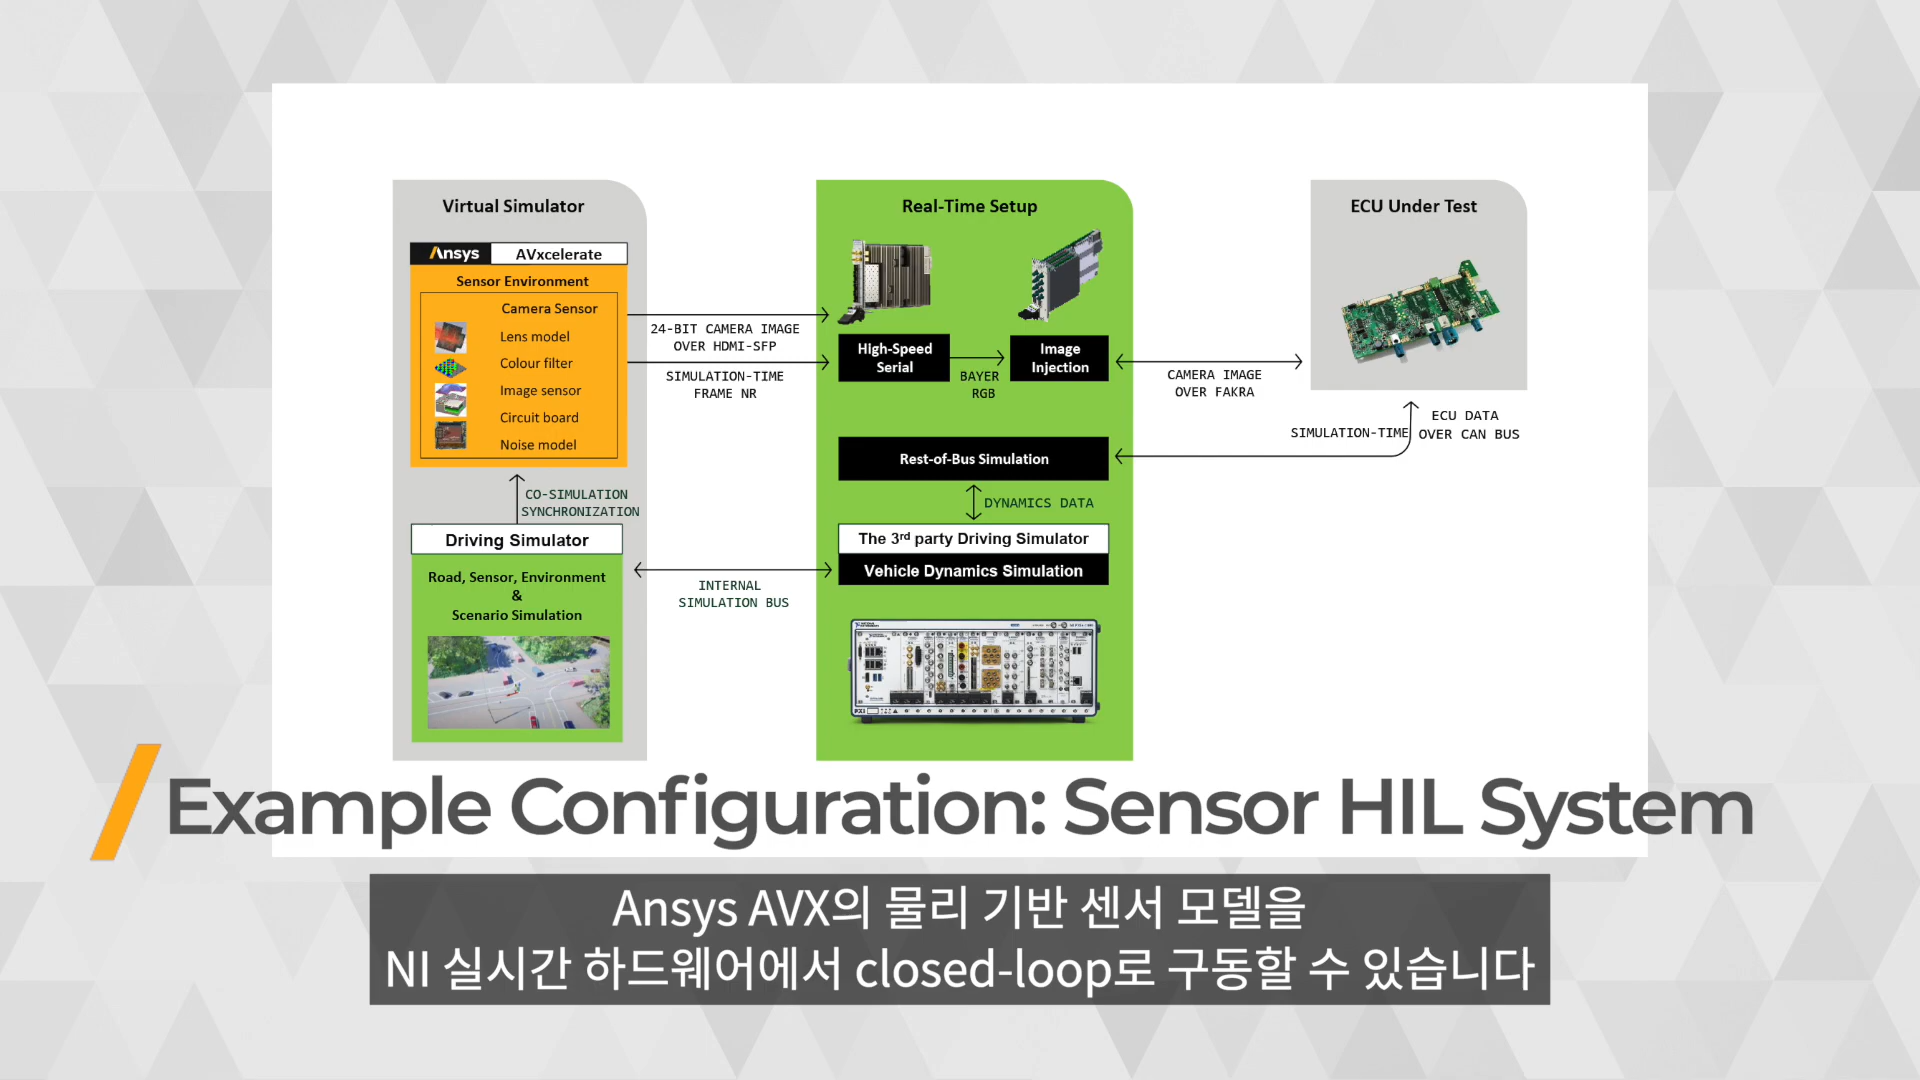 Virtual Simulator
Ansys
AVxcelerate
Sensor Environment
Camera Sensor
Lens model
Colour filter
Image sensor
Circuit board
Noise model
CO-SIMULATION
SYNCHRONIZATION
Driving Simulator
Road, Sensor, Environment
&
Scenario Simulation
24-BIT CAMERA IMAGE
OVER HDMI-SFP
SIMULATION-TIME
FRAME NR
INTERNAL
SIMULATION BUS
Real-Time Setup
High-Speed
Serial
BAYER
RGB
Image
Injection
Rest-of-Bus Simulation
DYNAMICS DATA
The 3rd party Driving Simulator
Vehicle Dynamics Simulation
PXI
CAMERA IMAGE
OVER FAKRA
ECU Under Test
SIMULATION-TIME
ECU DATA
OVER CAN BUS
Example Configuration: Sensor HIL System
Ansys AVX의 물리 기반 센서 모델을
NI 실시간 하드웨어에서 closed-loop로 구동할 수 있습니다